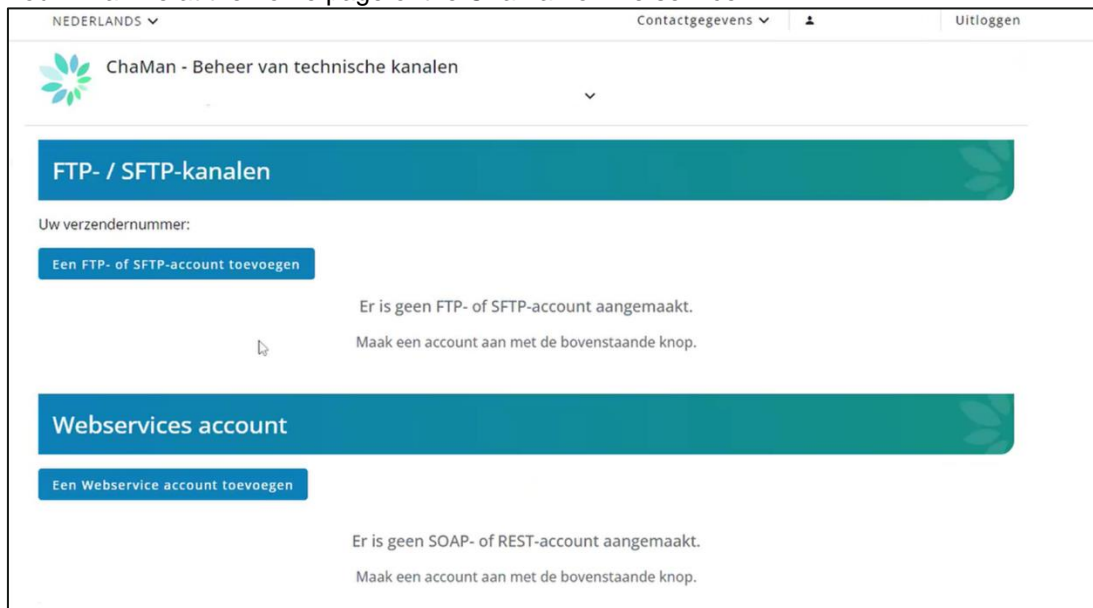 NEDERLANDS
Contactgegevens
Uitloggen
ChaMan - Beheer van technische kanalen
FTP- / SFTP-kanalen
Uw verzendernummer:
Een FTP- of SFTP-account toevoegen
Er is geen FTP- of SFTP-account aangemaakt.
Maak een account aan met de bovenstaande knop.
Webservices account
Een Webservice account toevoegen
Er is geen SOAP- of REST-account aangemaakt.
Maak een account aan met de bovenstaande knop.